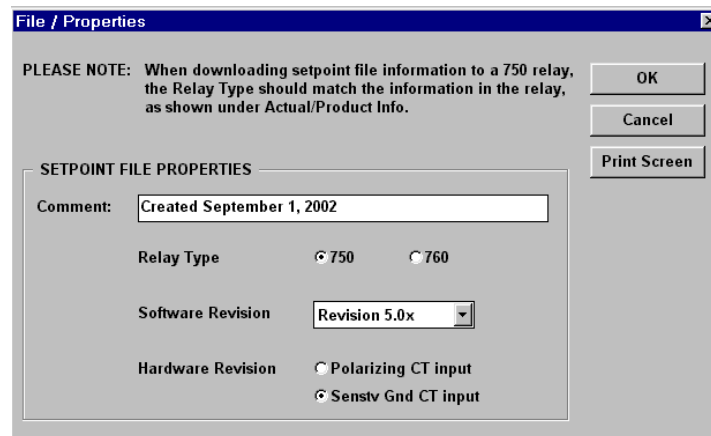 File / Properties
PLEASE NOTE: When downloading setpoint file information to a 750 relay,
the Relay Type should match the information in the relay,
as shown under Actual/Product Info.
OK
Cancel
Print Screen
SETPOINT FILE PROPERTIES
Comment: Created September 1, 2002
Relay Type 750 760
Software Revision Revision 5.0x
Hardware Revision Polarizing CT input
Senstv Gnd CT input